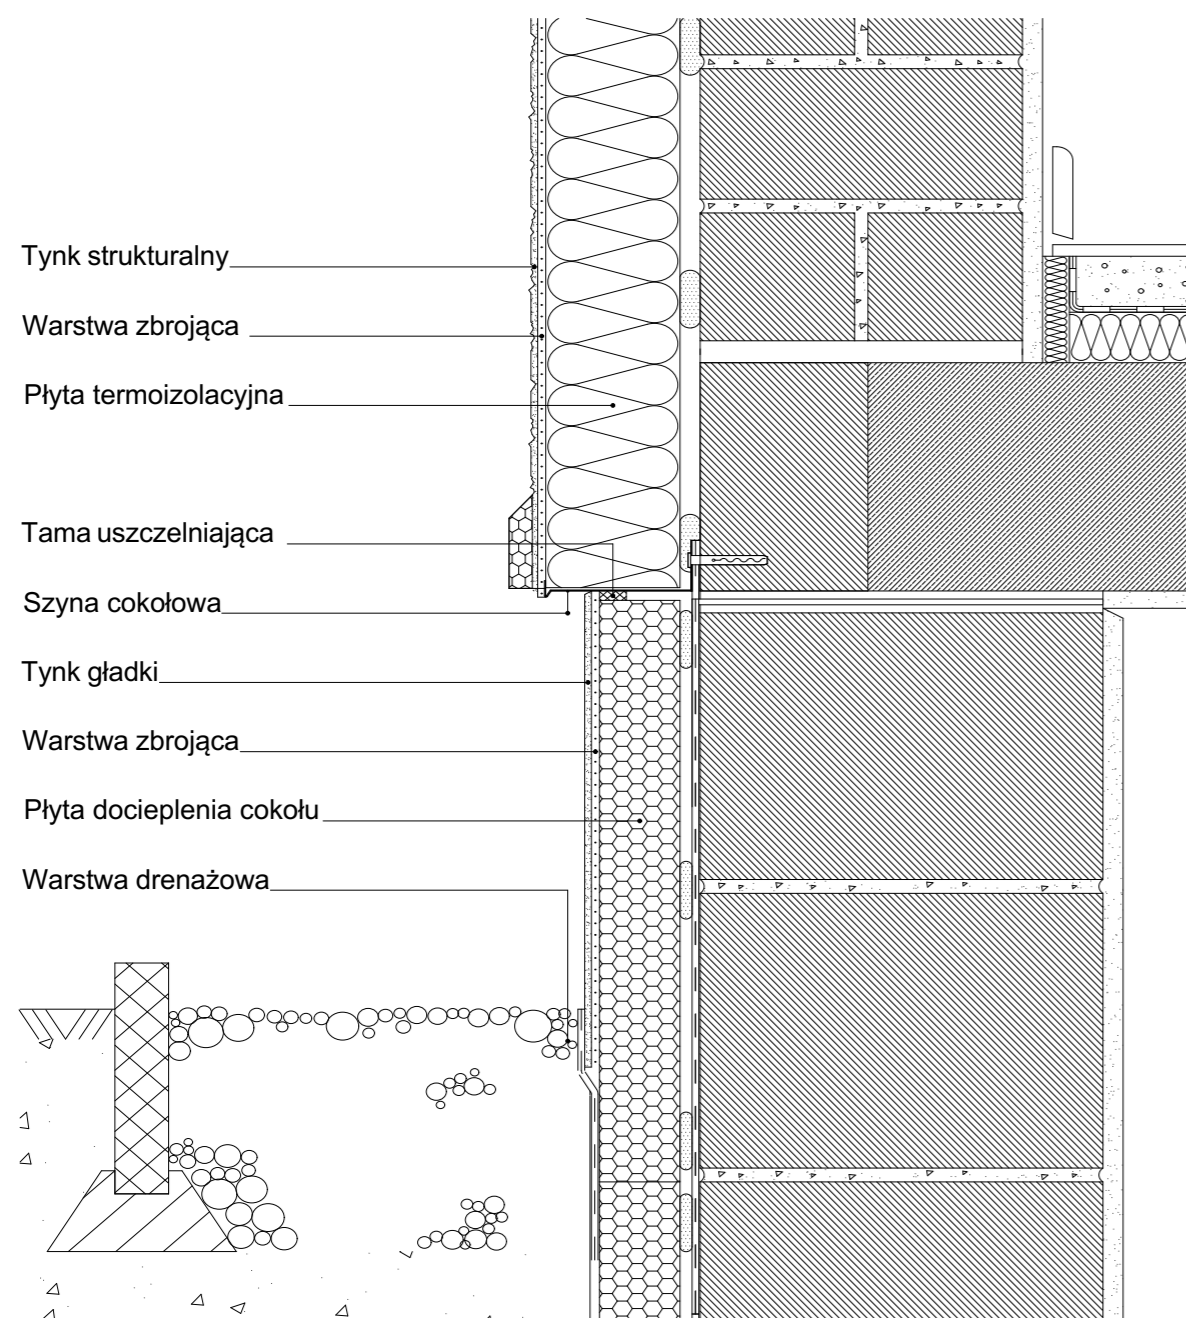 Tynk strukturalny
Warstwa zbrojąca
Płyta termoizolacyjna
Tama uszczelniająca
Szyna cokołowa
Tynk gładki
Warstwa zbrojąca
Płyta docieplenia cokołu
Warstwa drenażowa